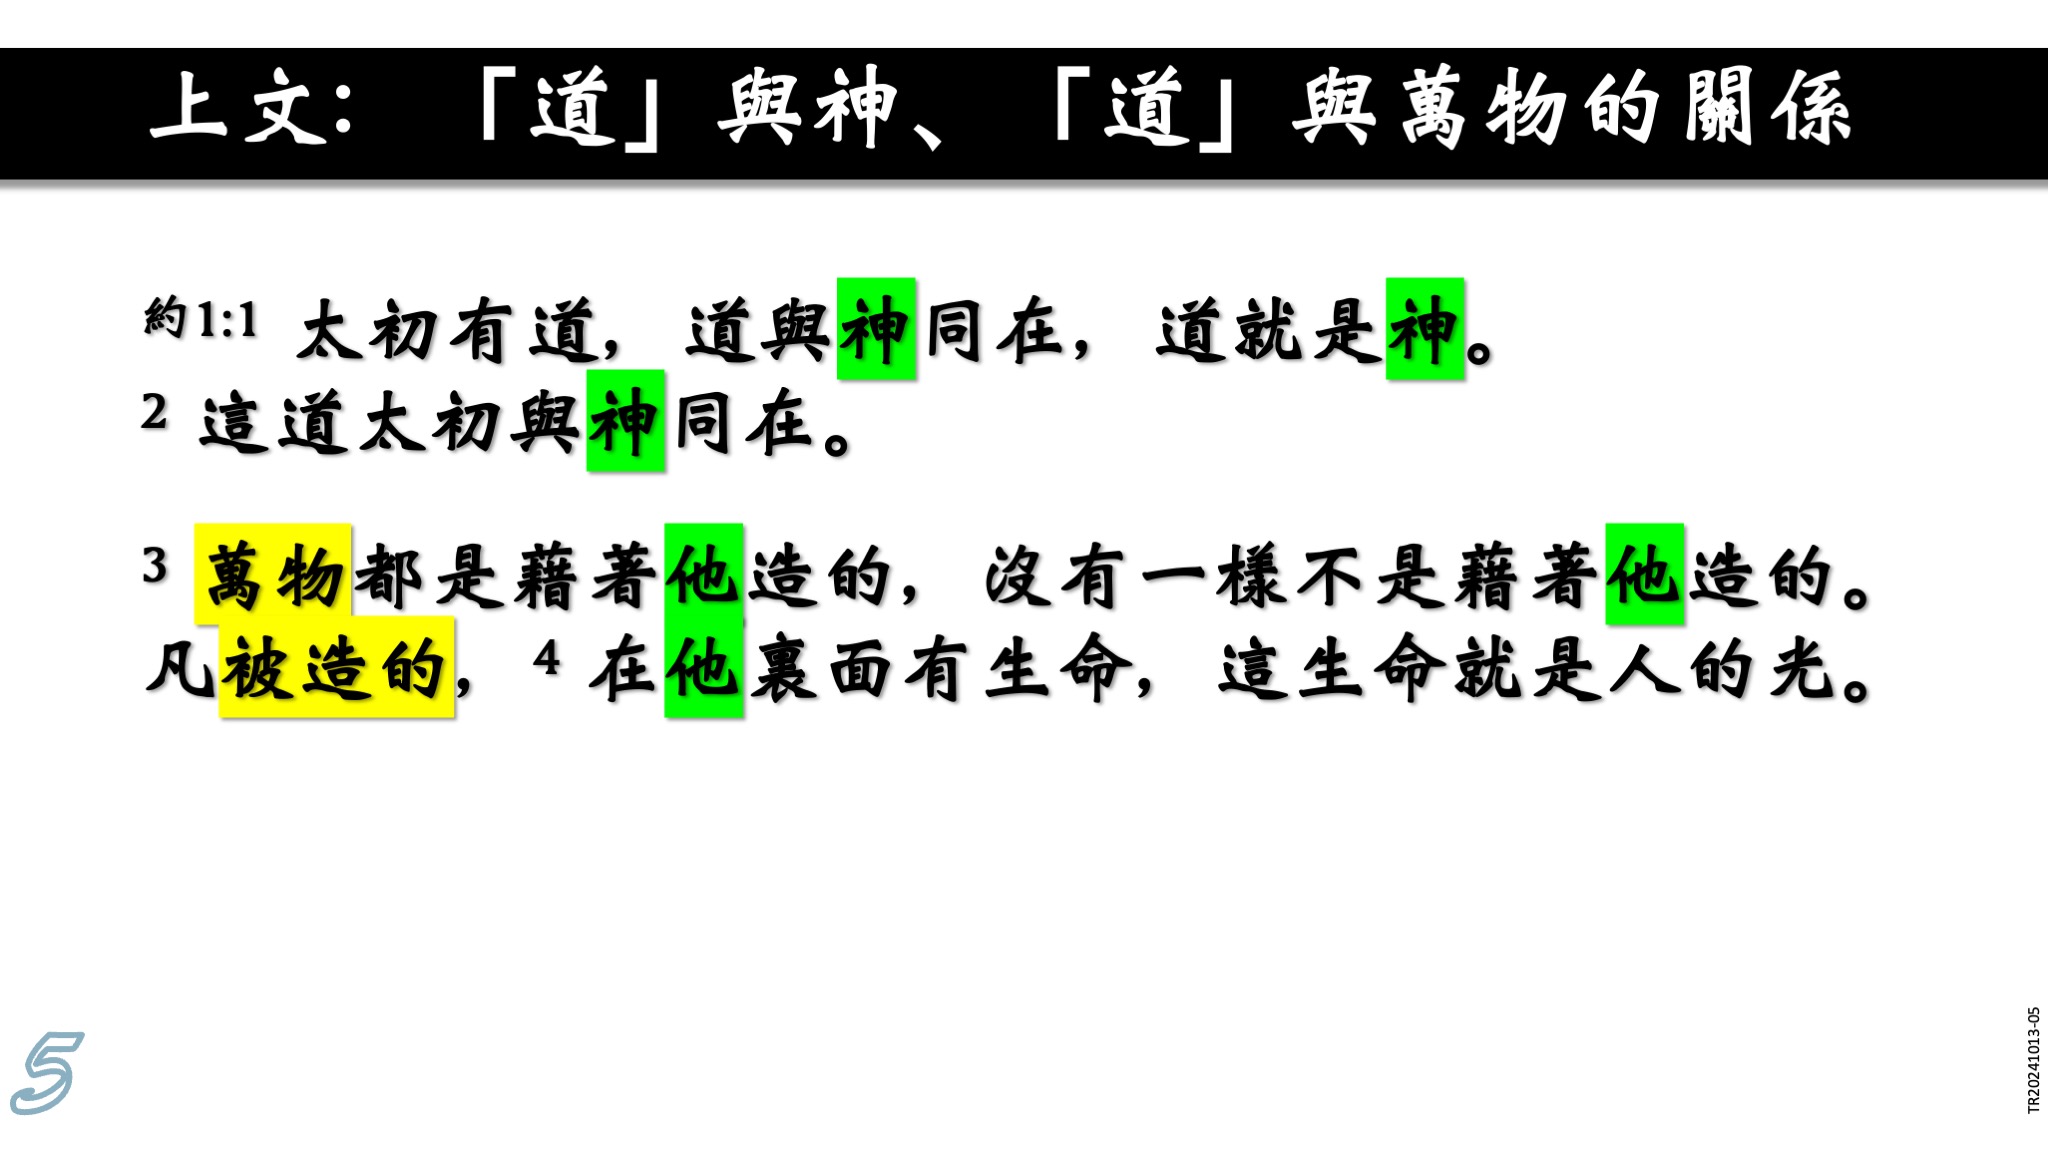 上文：「道」與神、「道」與萬物的關係
約1:1 太初有道，道與神同在，道就是神。
2 這道太初與神同在。
3 萬物都是藉著他造的，沒有一樣不是藉著他造的。
凡被造的，4 在他裏面有生命，這生命就是人的光。
5
TR20241013-05